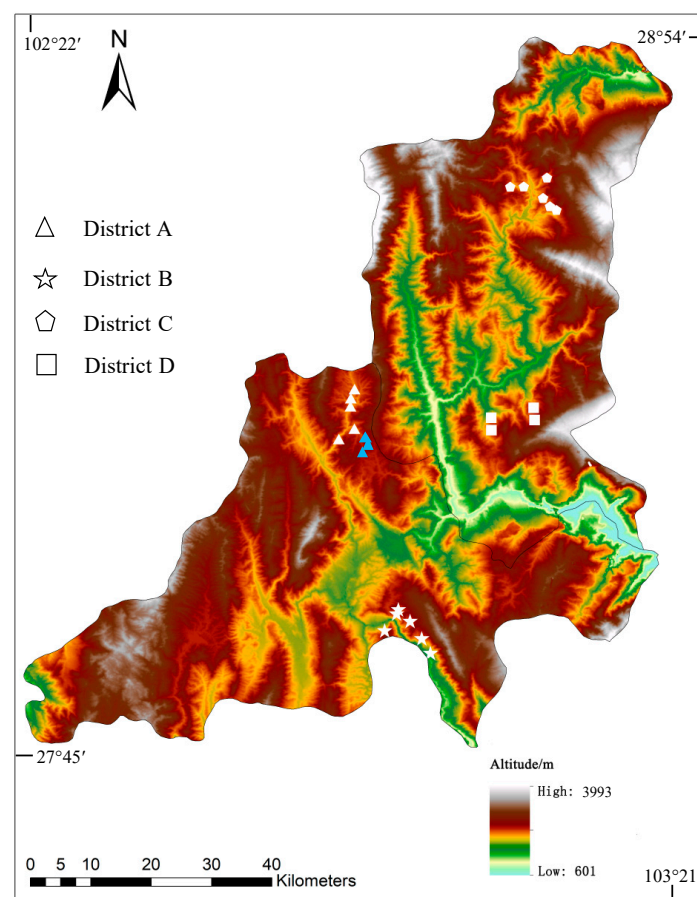 102°22′
28°54′
N
District A
District B
District C
District D
27°45′
Altitude/m
High: 3993
Low: 601
0 5 10 20 30 40
Kilometers
103°21